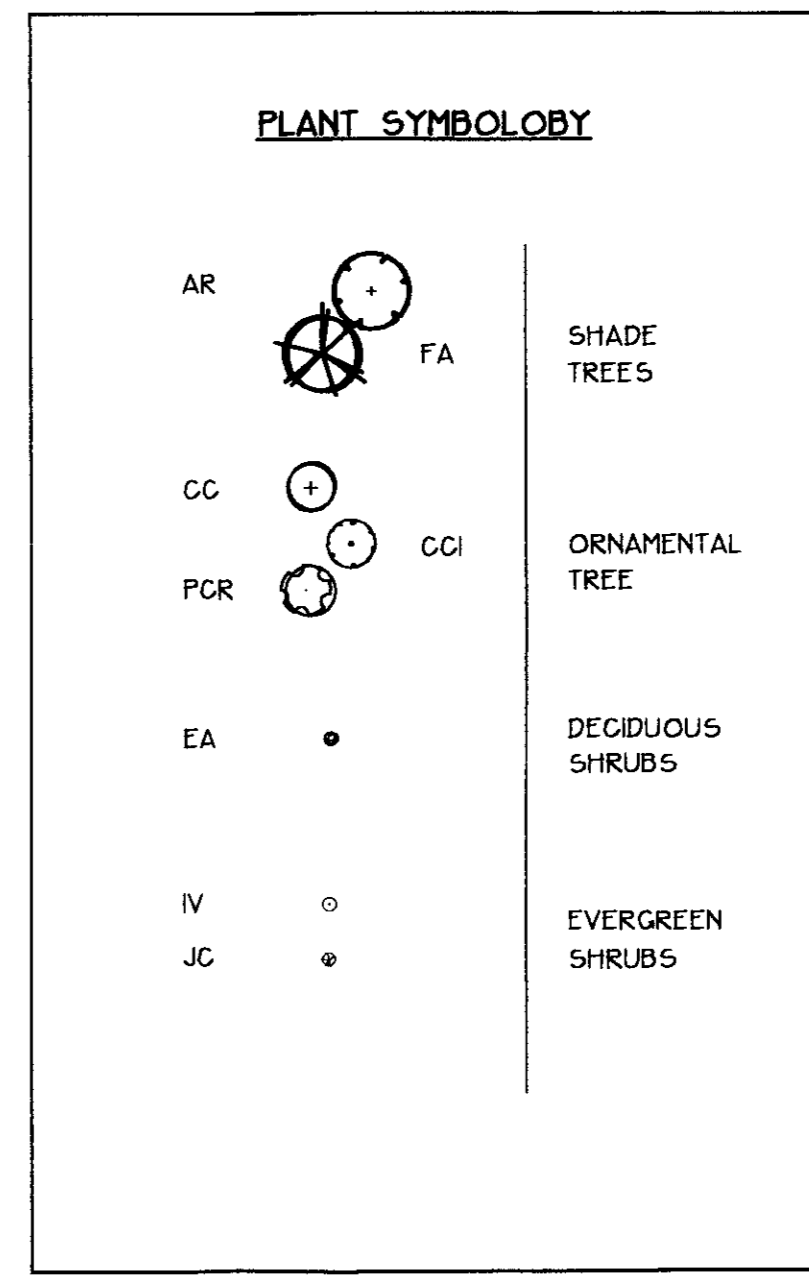 PLANT SYMBOLOBY
AR
FA
SHADE
TREES
CC
CCI
PCR
ORNAMENTAL
TREE
EA
DECIDUOUS
SHRUBS
IV
JC
EVERGREEN
SHRUBS